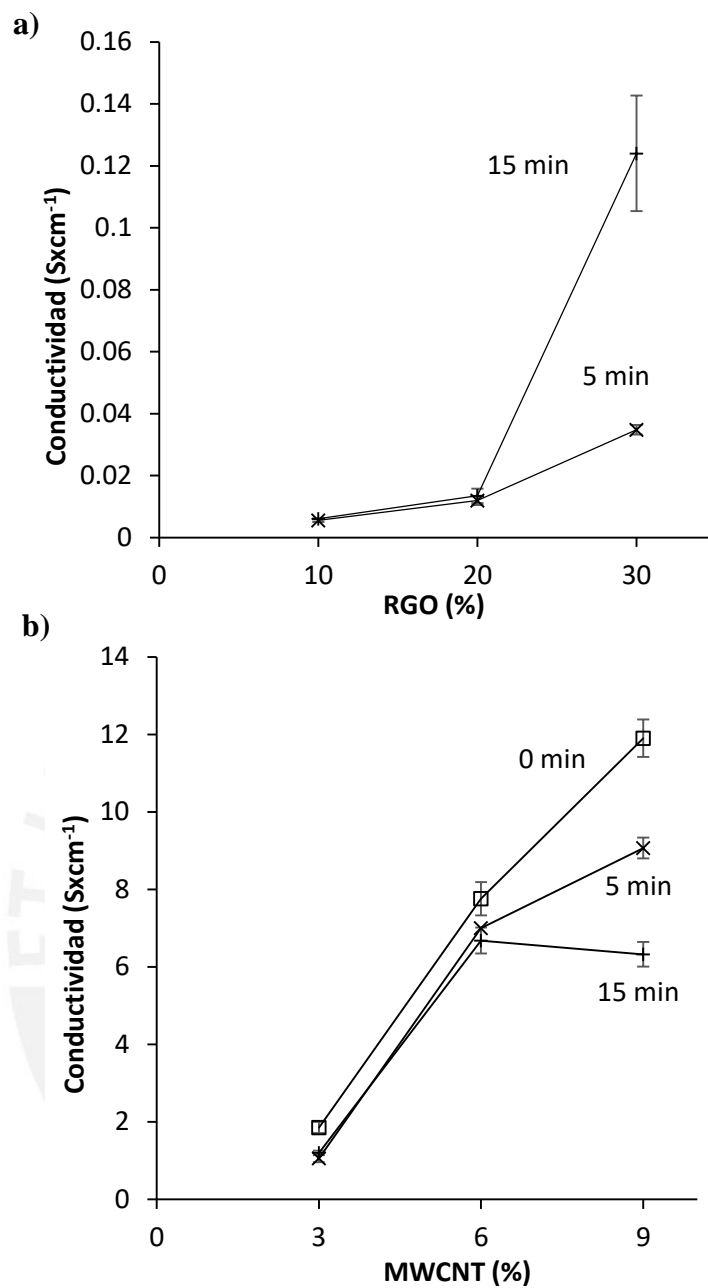 a)
0.16
0.14
0.12
0.1
0.08
0.06
0.04
0.02
0
Conductividad (Sxcm⁻¹)
15 min
5 min
0 10 20 30
RGO (%)
b)
14
12
10
8
6
4
2
0
Conductividad (Sxcm⁻¹)
0 min
5 min
15 min
0 3 6 9
MWCNT (%)